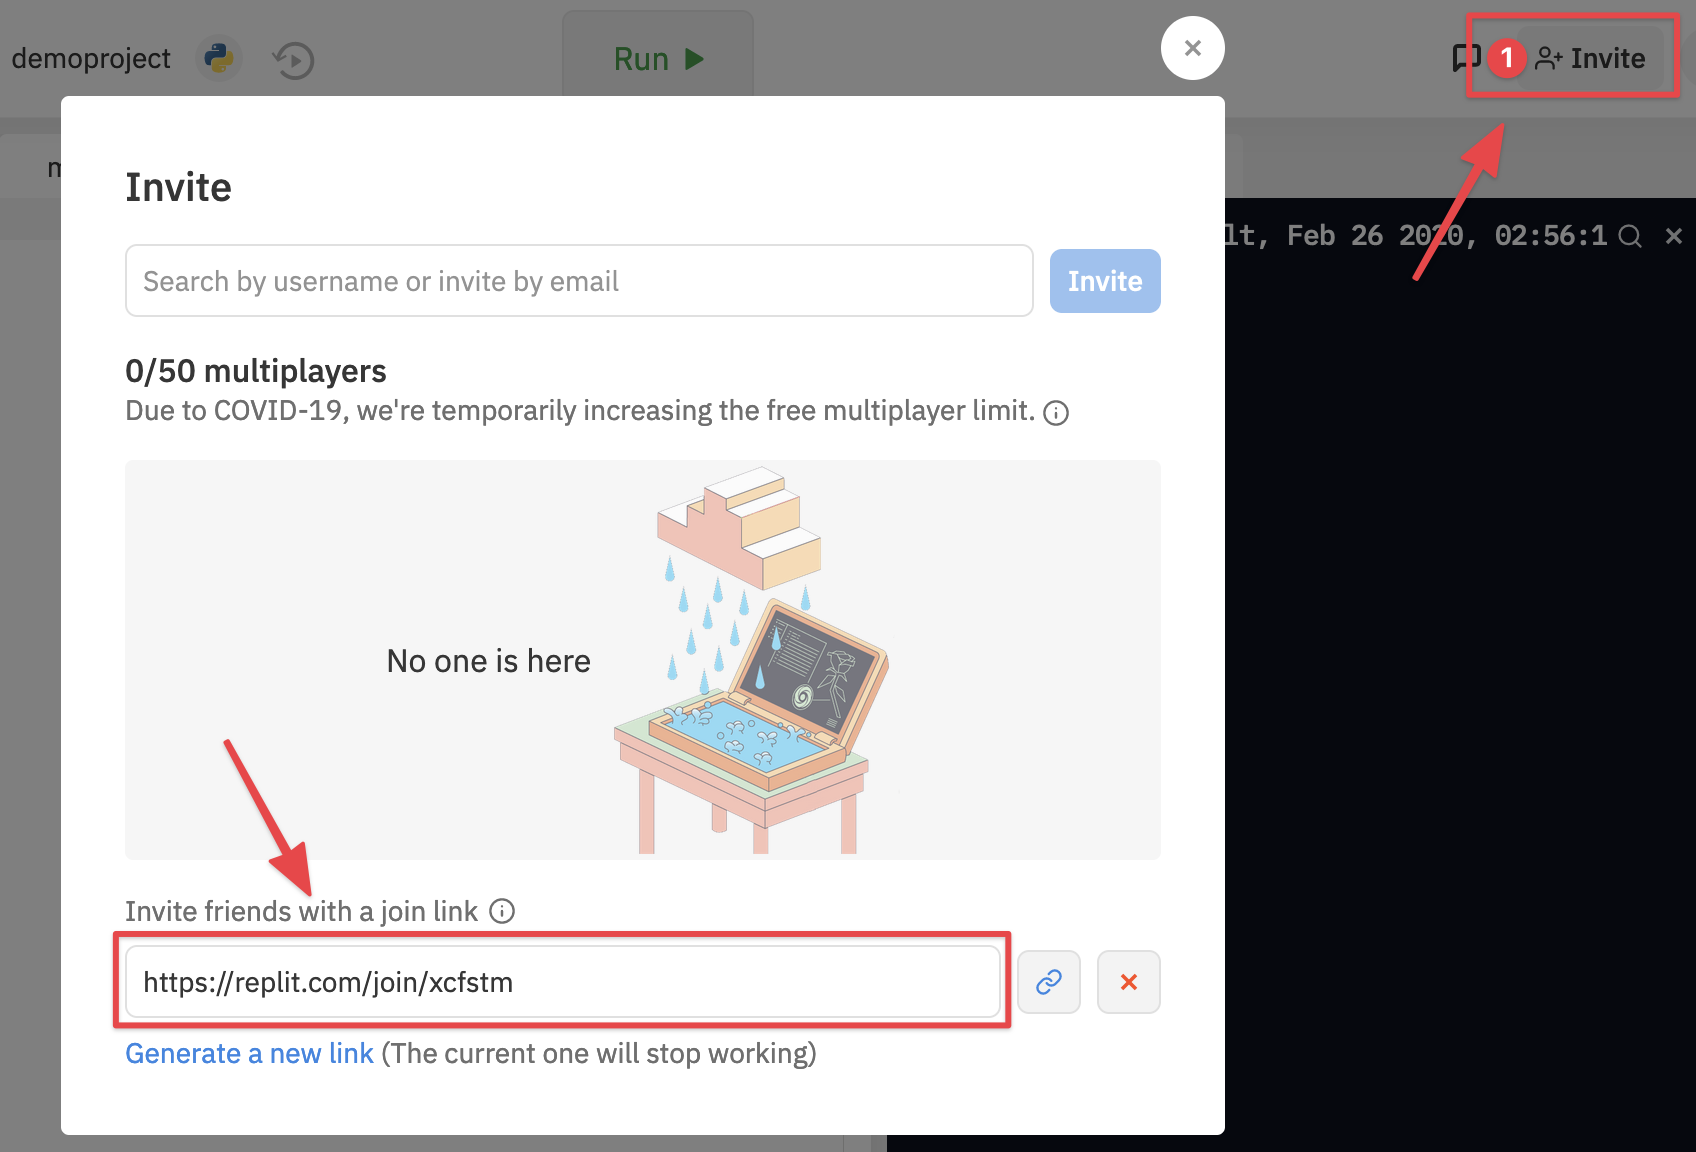 demoproject
Run
1
Invite
Invite
Search by username or invite by email
Invite
lt, Feb 26 2020, 02:56:1
0/50 multiplayers
Due to COVID-19, we're temporarily increasing the free multiplayer limit.
No one is here
Invite friends with a join link
https://replit.com/join/xcfstm
Generate a new link (The current one will stop working)